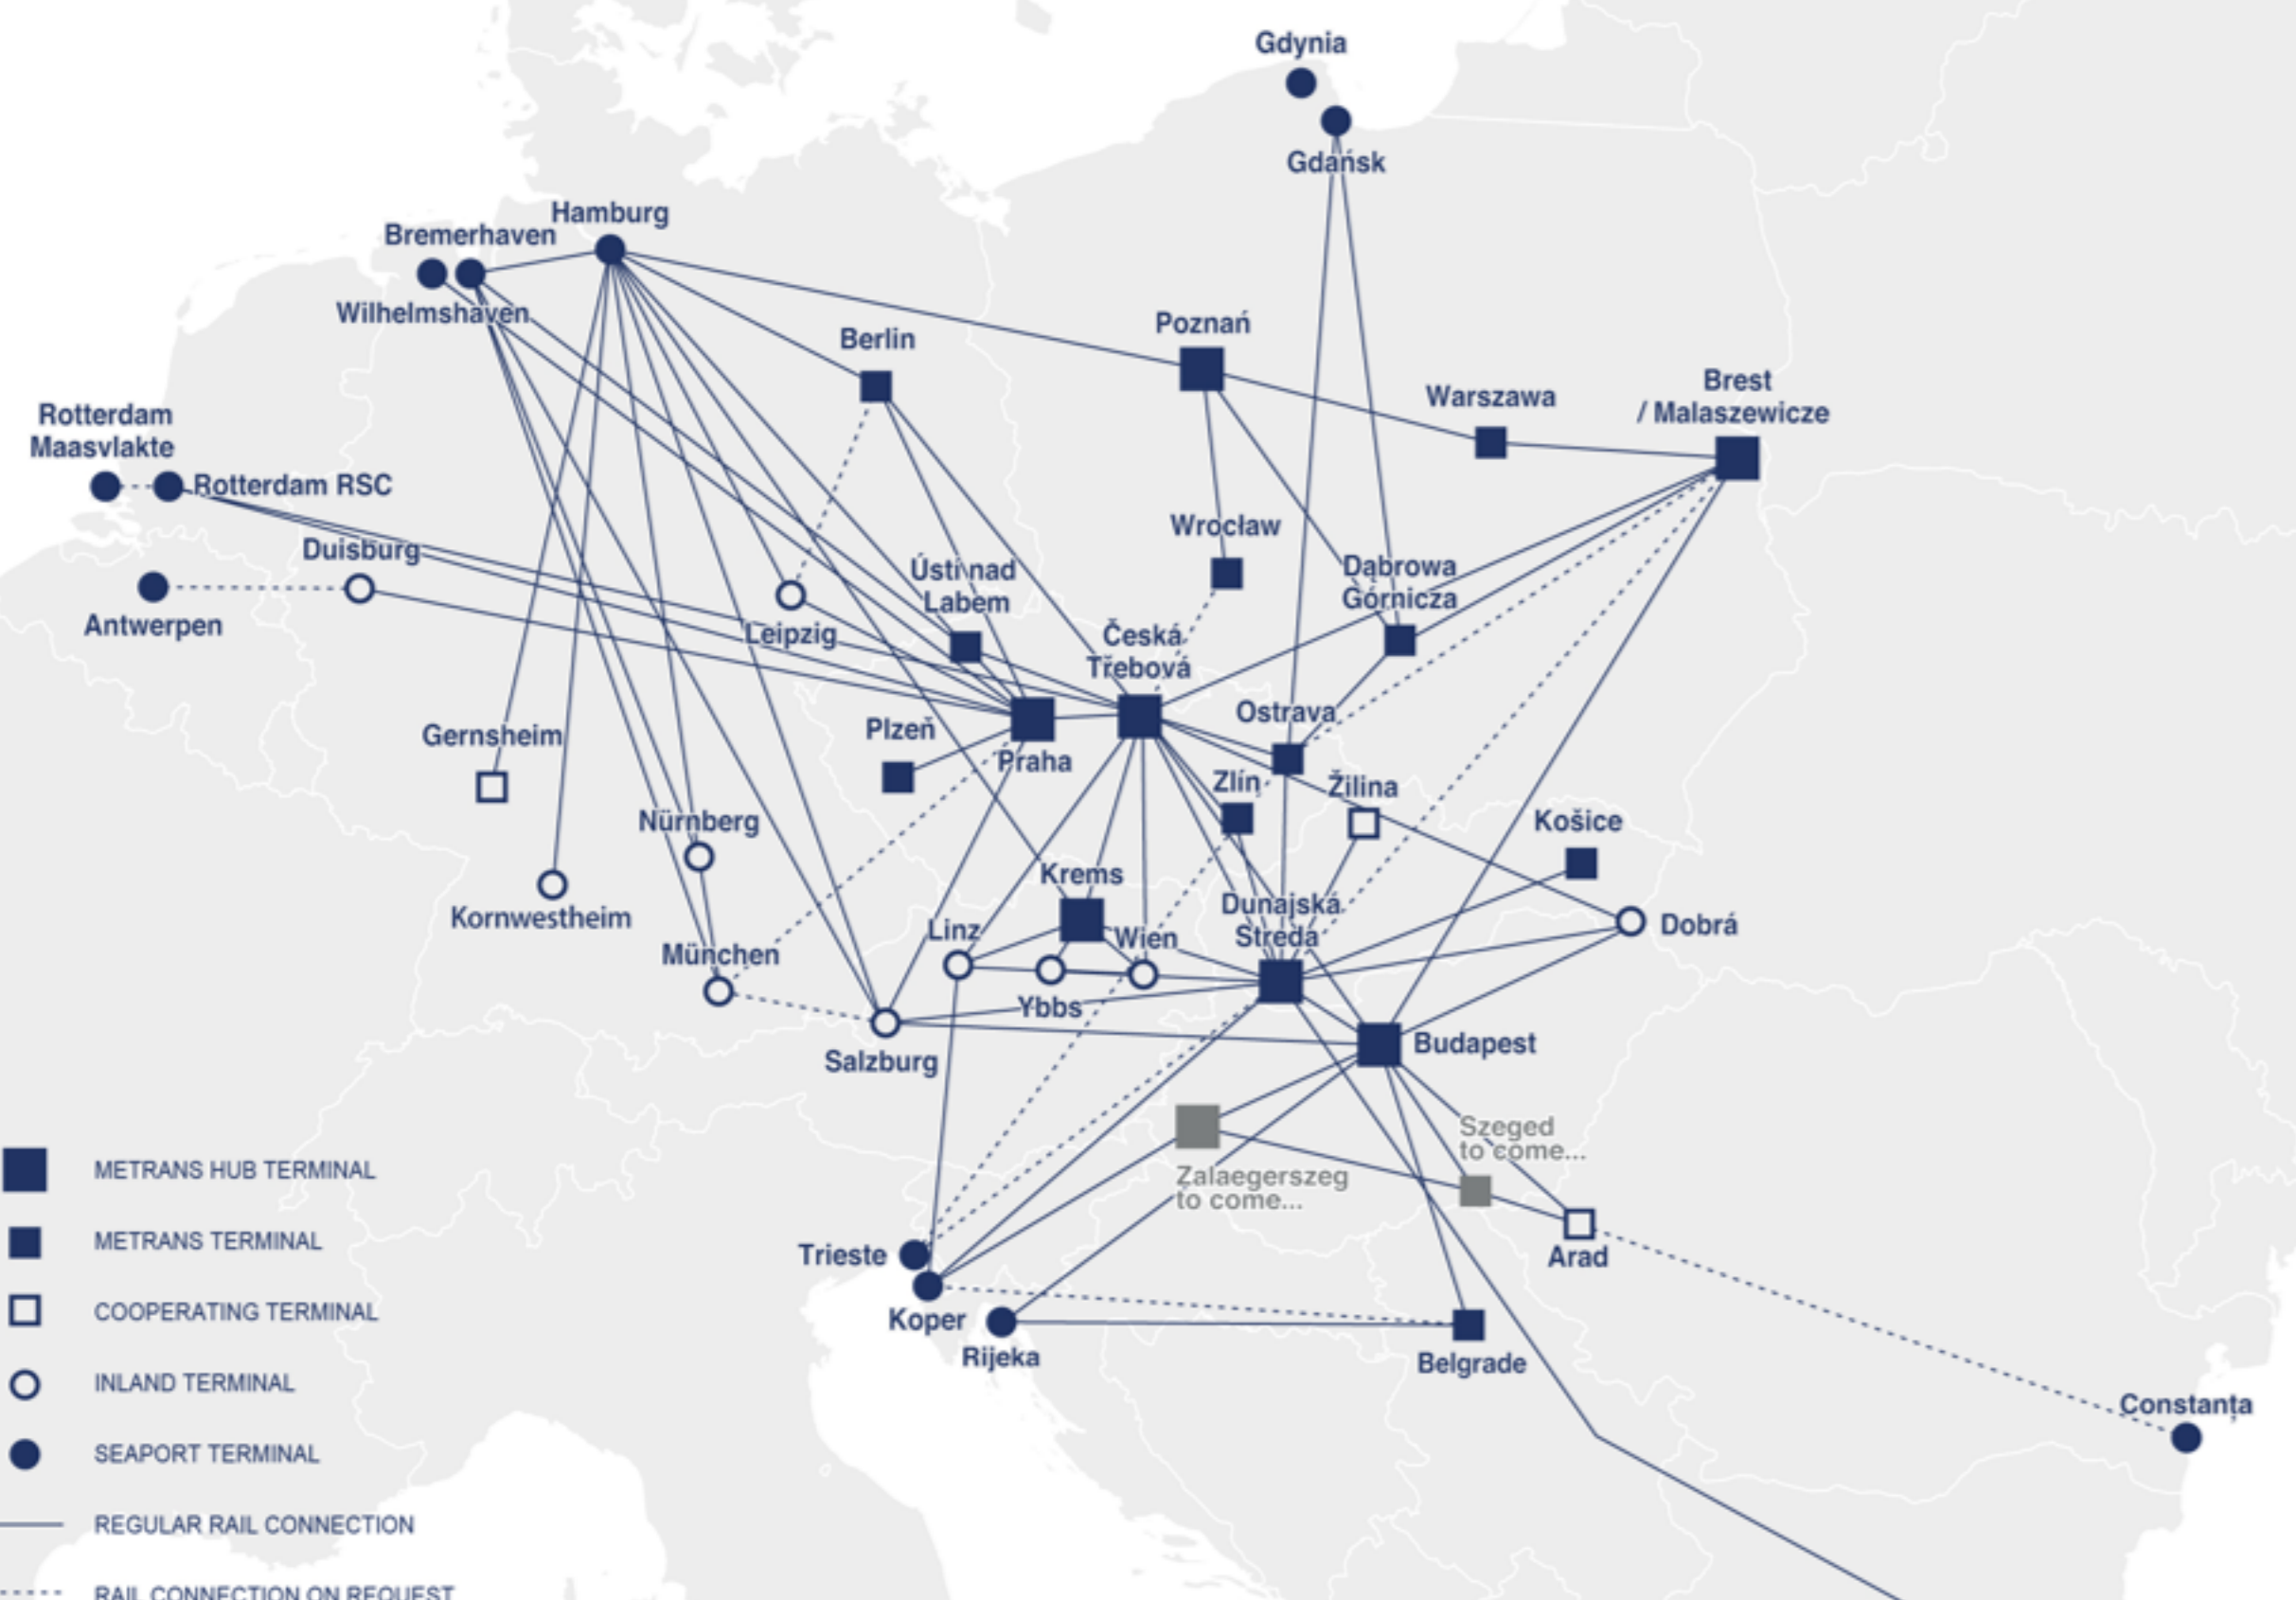 Gdynia
Gdańsk
Hamburg
Bremerhaven
Wilhelmshaven
Berlin
Poznań
Warszawa
Brest
/ Malaszewicze
Rotterdam
Maasvlakte
Rotterdam RSC
Duisburg
Antwerpen
Wrocław
Dąbrowa
Górnicza
Ústí nad
Labem
Leipzig
Česká
Třebová
Ostrava
Plzeň
Praha
Gernsheim
Zlín
Žilina
Košice
Nürnberg
Krems
Kornwestheim
Dunajská
Streda
Linz
Wien
Dobrá
München
Ybbs
Salzburg
Budapest
Szeged
to come...
Zalaegerszeg
to come...
Trieste
Arad
Koper
Rijeka
Belgrade
Constanța
METRANS HUB TERMINAL
METRANS TERMINAL
COOPERATING TERMINAL
INLAND TERMINAL
SEAPORT TERMINAL
REGULAR RAIL CONNECTION
RAIL CONNECTION ON REQUEST